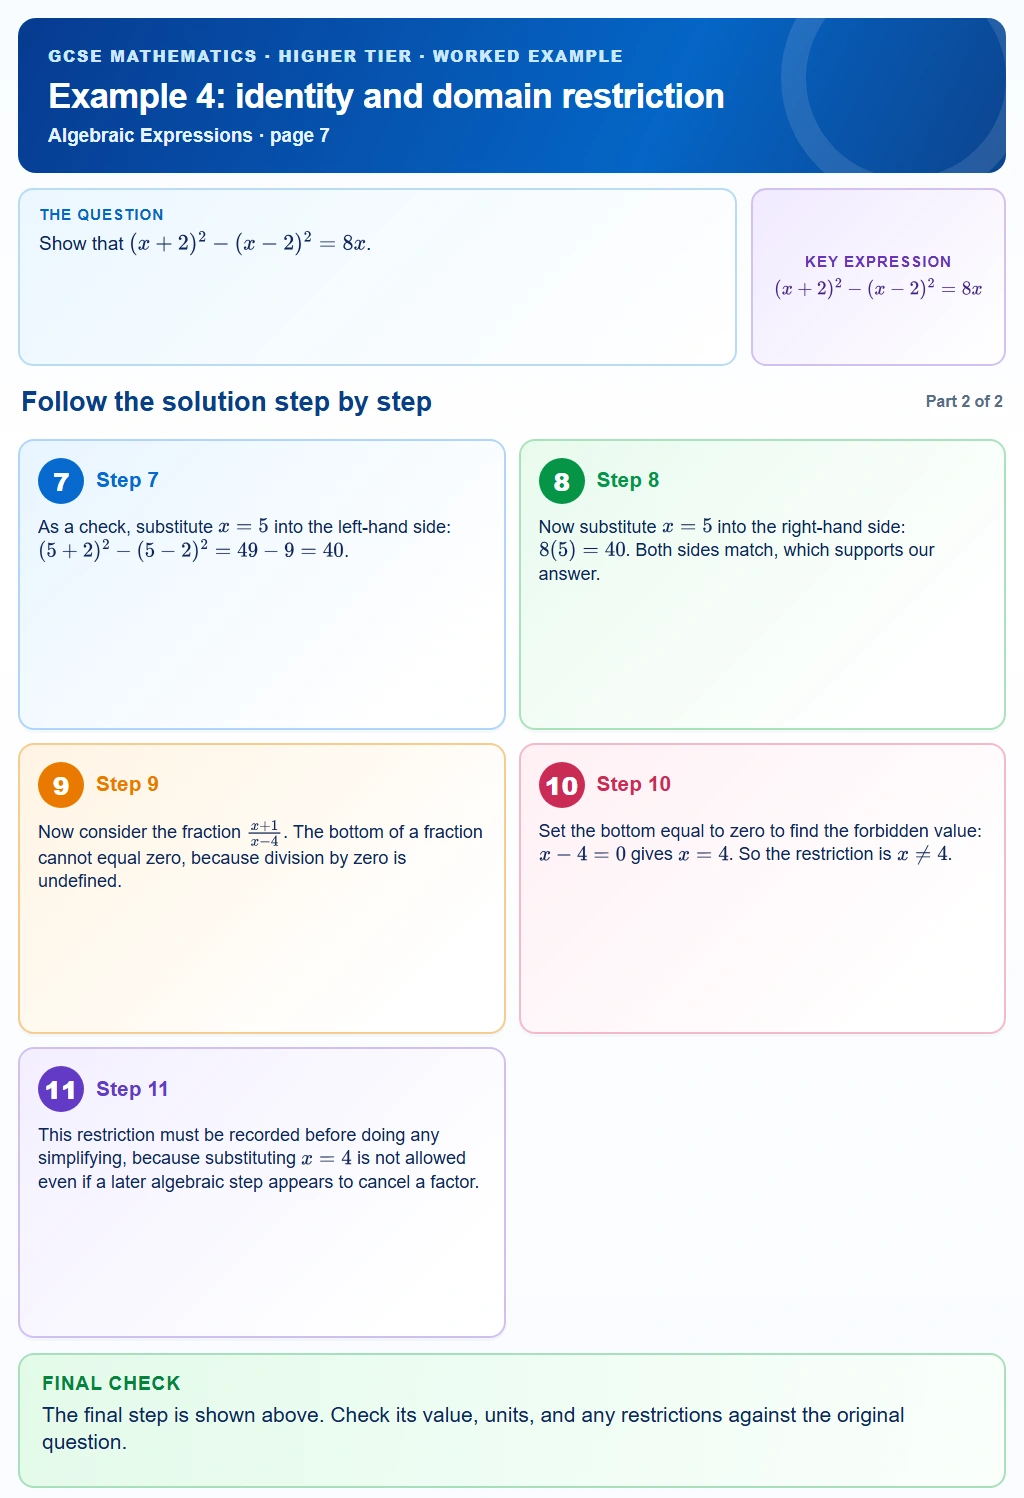 GCSE MATHEMATICS · HIGHER TIER · WORKED EXAMPLE
Example 4: identity and domain restriction
Algebraic Expressions · page 7
THE QUESTION
Show that (x + 2)² − (x − 2)² = 8x.
KEY EXPRESSION
(x + 2)² − (x − 2)² = 8x
Follow the solution step by step
Part 2 of 2
7 Step 7
As a check, substitute x = 5 into the left-hand side:
(5 + 2)² − (5 − 2)² = 49 − 9 = 40.
8 Step 8
Now substitute x = 5 into the right-hand side:
8(5) = 40. Both sides match, which supports our
answer.
9 Step 9
Now consider the fraction (x+1)/(x−4). The bottom of a fraction
cannot equal zero, because division by zero is
undefined.
10 Step 10
Set the bottom equal to zero to find the forbidden value:
x − 4 = 0 gives x = 4. So the restriction is x ≠ 4.
11 Step 11
This restriction must be recorded before doing any
simplifying, because substituting x = 4 is not allowed
even if a later algebraic step appears to cancel a factor.
FINAL CHECK
The final step is shown above. Check its value, units, and any restrictions against the original
question.